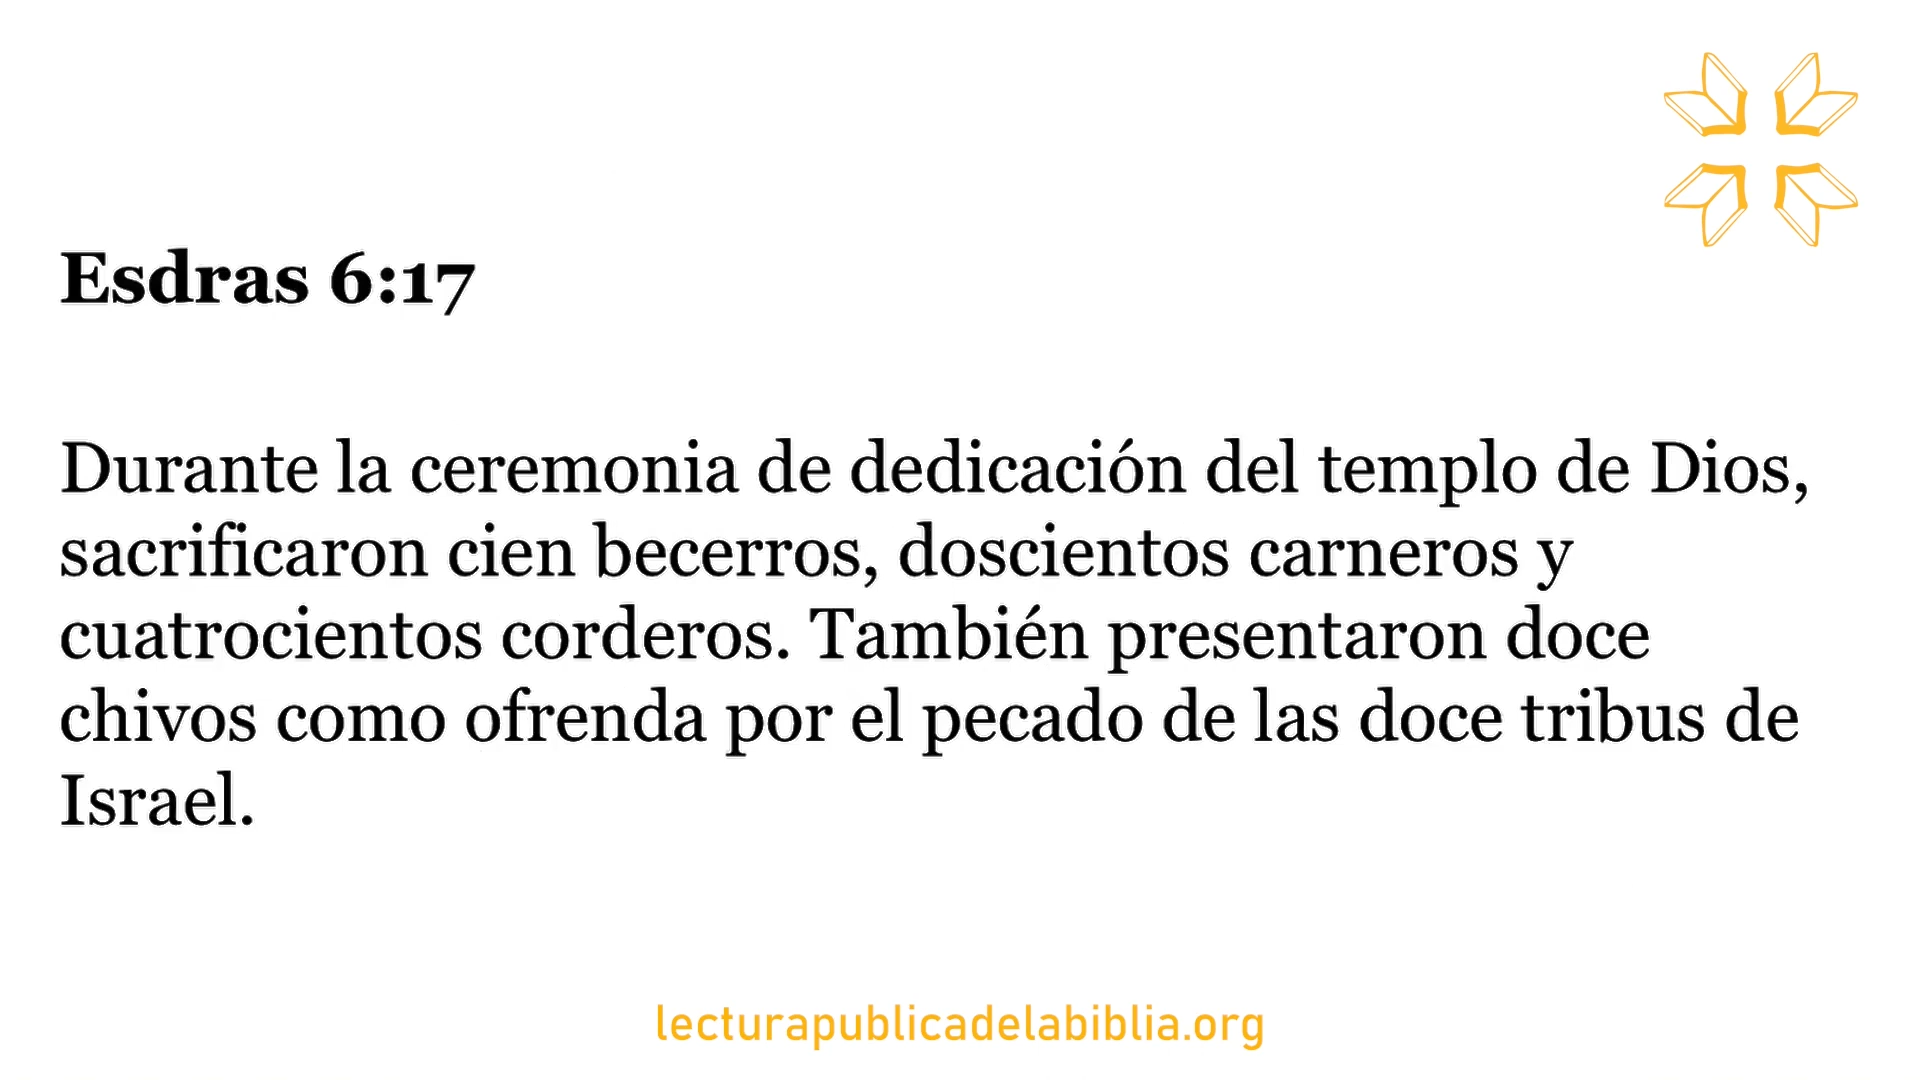 Esdras 6:17
Durante la ceremonia de dedicación del templo de Dios,
sacrificaron cien becerros, doscientos carneros y
cuatrocientos corderos. También presentaron doce
chivos como ofrenda por el pecado de las doce tribus de
Israel.
lecturapublicadelabiblia.org